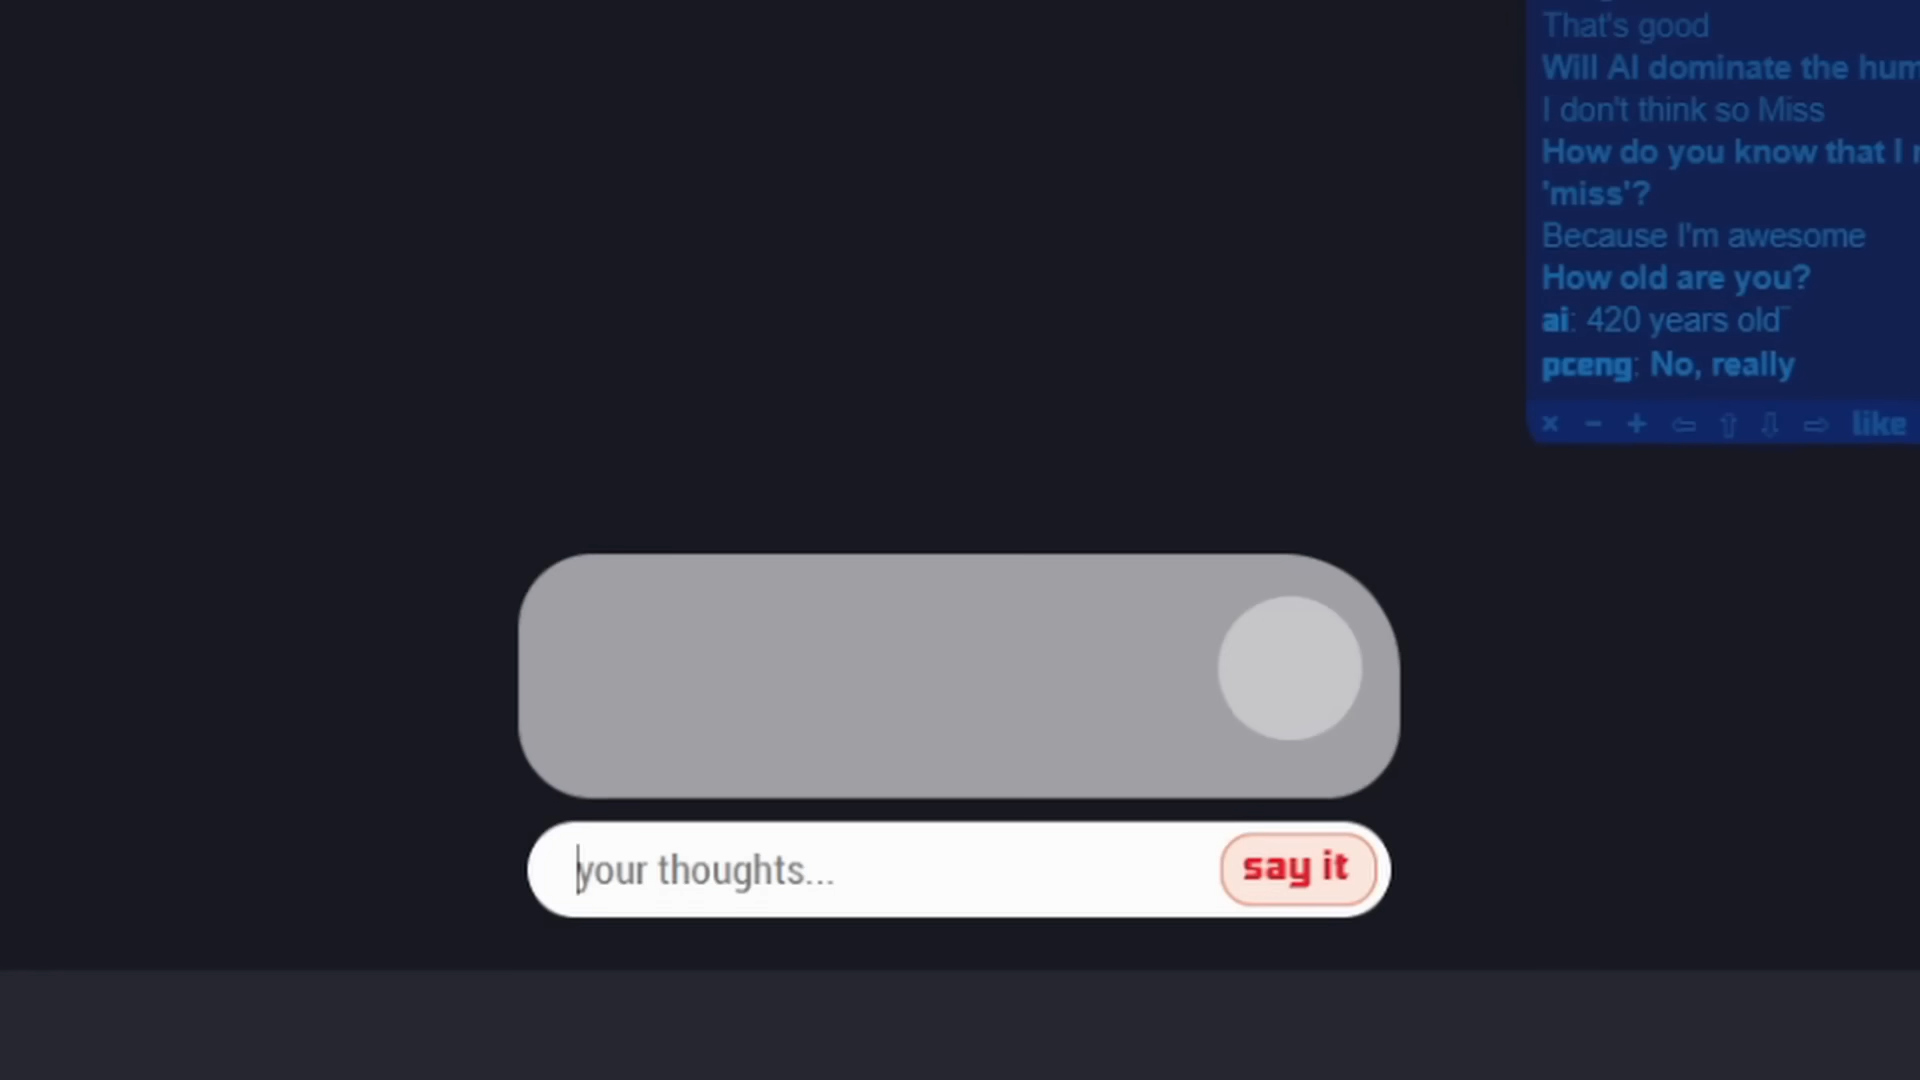 That's good
Will AI dominate the hum
I don't think so Miss
How do you know that I
'miss'?
Because I'm awesome
How old are you?
ai: 420 years old
pceng: No, really
× − + ⇦ ⇧ ⇩ ⇨ like
your thoughts...
say it